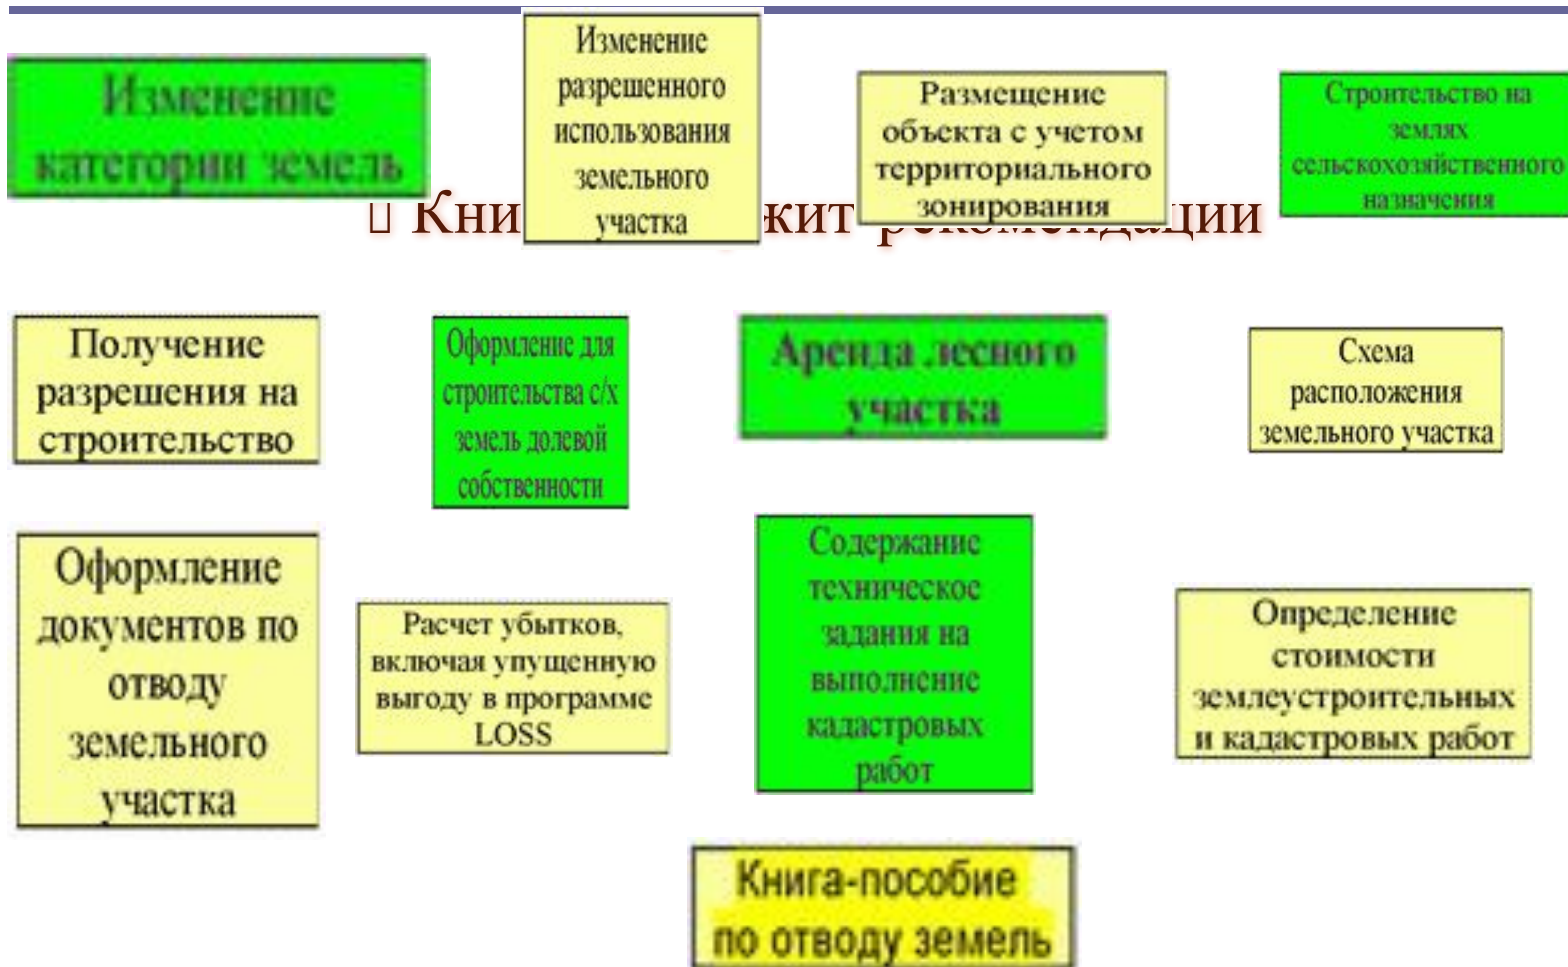 Изменение
категории земель
Изменение
разрешенного
использования
земельного
участка
Размещение
объекта с учетом
территориального
зонирования
Строительство на
землях
сельскохозяйственного
назначения
рекомендации
Получение
разрешения на
строительство
Оформление для
строительства с/х
земель долевой
собственности
Аренда лесного
участка
Схема
расположения
земельного участка
Оформление
документов по
отводу
земельного
участка
Расчет убытков,
включая упущенную
выгоду в программе
LOSS
Содержание
техническое
задания на
выполнение
кадастровых
работ
Определение
стоимости
землеустроительных
и кадастровых работ
Книга-пособие
по отводу земель